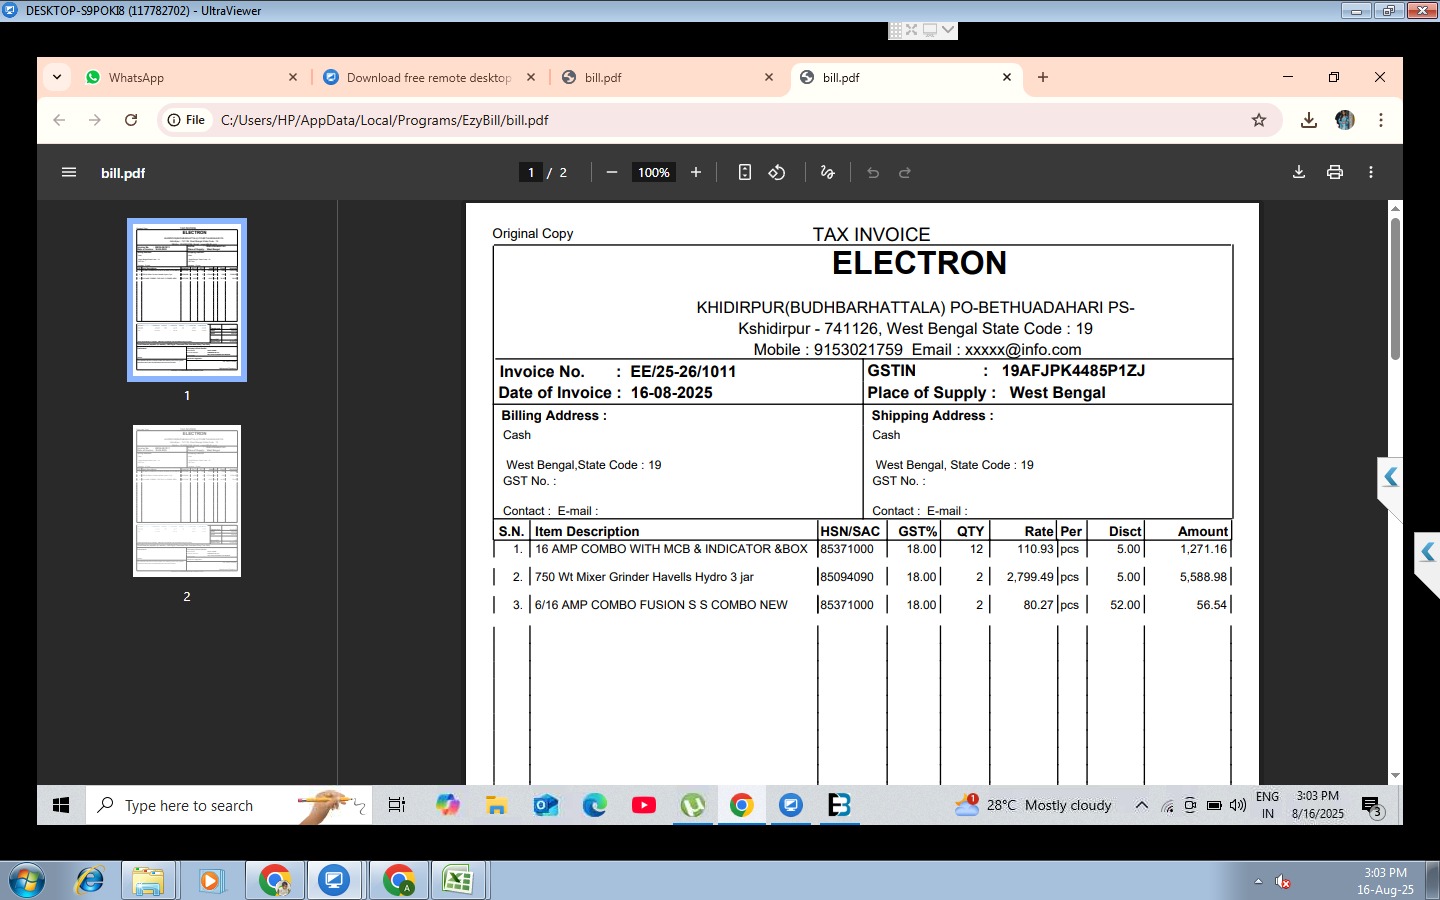 DESKTOP-S9POKI8 (117782702) - UltraViewer
WhatsApp
Download free remote desktop
bill.pdf
bill.pdf
File
C:/Users/HP/AppData/Local/Programs/EzyBill/bill.pdf
bill.pdf
1 / 2
100%
1
2
Original Copy
TAX INVOICE
ELECTRON
KHIDIRPUR(BUDHBARHATTALA) PO-BETHUADAHARI PS-
Kshidirpur - 741126, West Bengal State Code : 19
Mobile : 9153021759 Email : xxxxx@info.com
Invoice No. : EE/25-26/1011
Date of Invoice : 16-08-2025
GSTIN : 19AFJPK4485P1ZJ
Place of Supply : West Bengal
Billing Address :
Cash
West Bengal,State Code : 19
GST No. :
Contact : E-mail :
Shipping Address :
Cash
West Bengal, State Code : 19
GST No. :
Contact : E-mail :
S.N. Item Description HSN/SAC GST% QTY Rate Per Disct Amount
1. 16 AMP COMBO WITH MCB & INDICATOR &BOX 85371000 18.00 12 110.93 pcs 5.00 1,271.16
2. 750 Wt Mixer Grinder Havells Hydro 3 jar 85094090 18.00 2 2,799.49 pcs 5.00 5,588.98
3. 6/16 AMP COMBO FUSION S S COMBO NEW 85371000 18.00 2 80.27 pcs 52.00 56.54
Type here to search
1
28°C Mostly cloudy
ENG
IN
3:03 PM
8/16/2025
3
3:03 PM
16-Aug-25